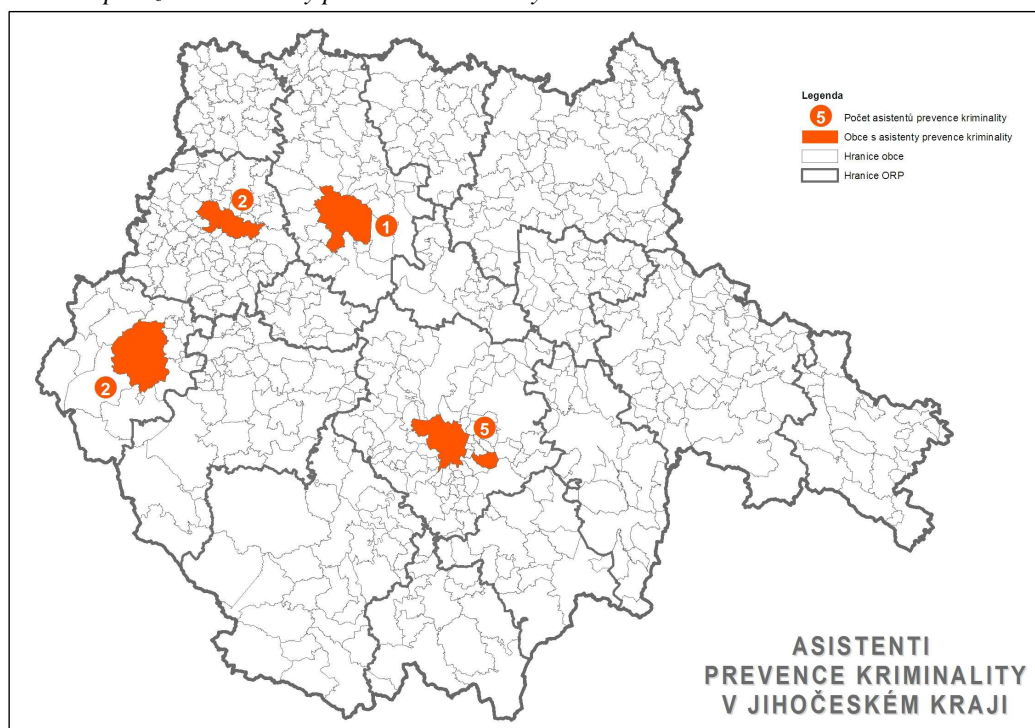 Legenda
5 Počet asistentů prevence kriminality
Obce s asistenty prevence kriminality
Hranice obce
Hranice ORP
2
1
2
5
ASISTENTI
PREVENCE KRIMINALITY
V JIHOČESKÉM KRAJI